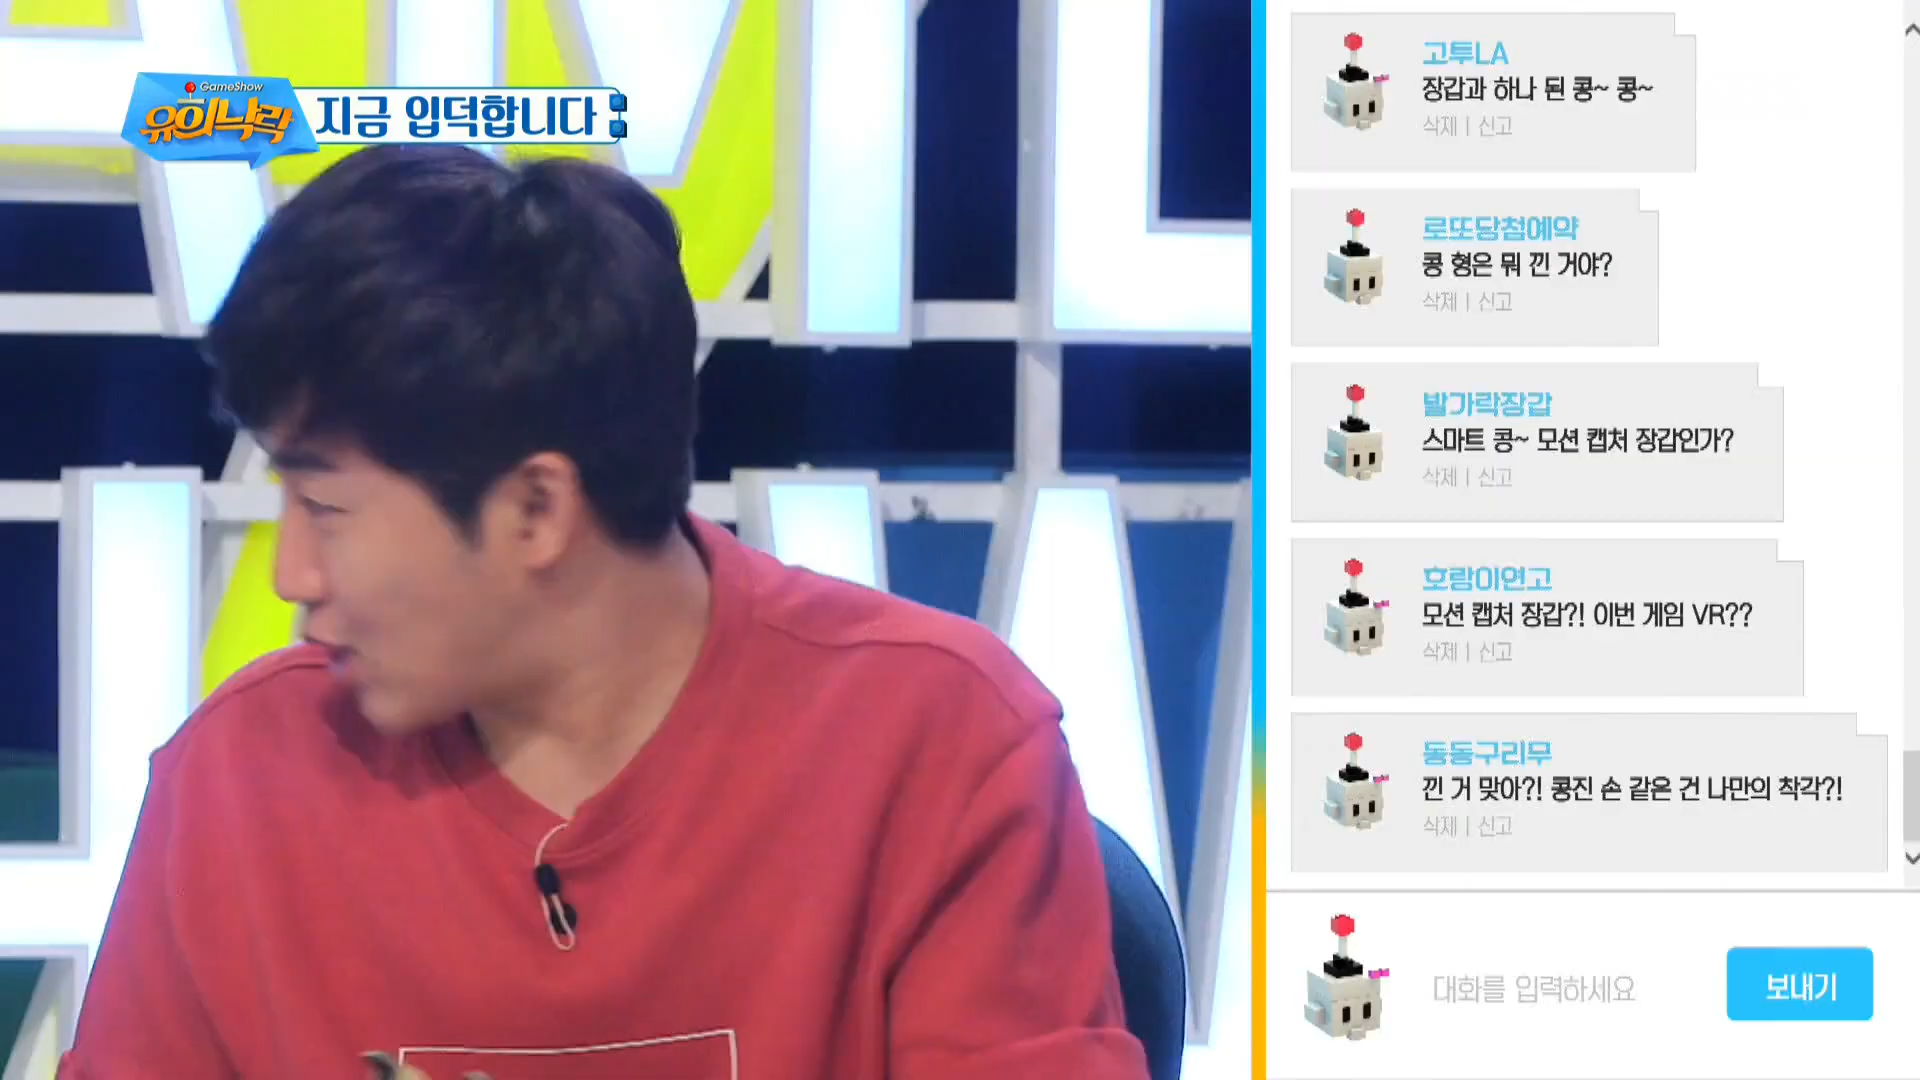 GameShow
유희낙락
지금 입덕합니다
고투LA
장갑과 하나 된 콩~ 콩~
삭제 | 신고
로또당첨예약
콩 형은 뭐 낀 거야?
삭제 | 신고
발가락장갑
스마트 콩~ 모션 캡처 장갑인가?
삭제 | 신고
호랑이연고
모션 캡처 장갑?! 이번 게임 VR??
삭제 | 신고
동동구리무
낀 거 맞아?! 콩진 손 같은 건 나만의 착각?!
삭제 | 신고
대화를 입력하세요
보내기